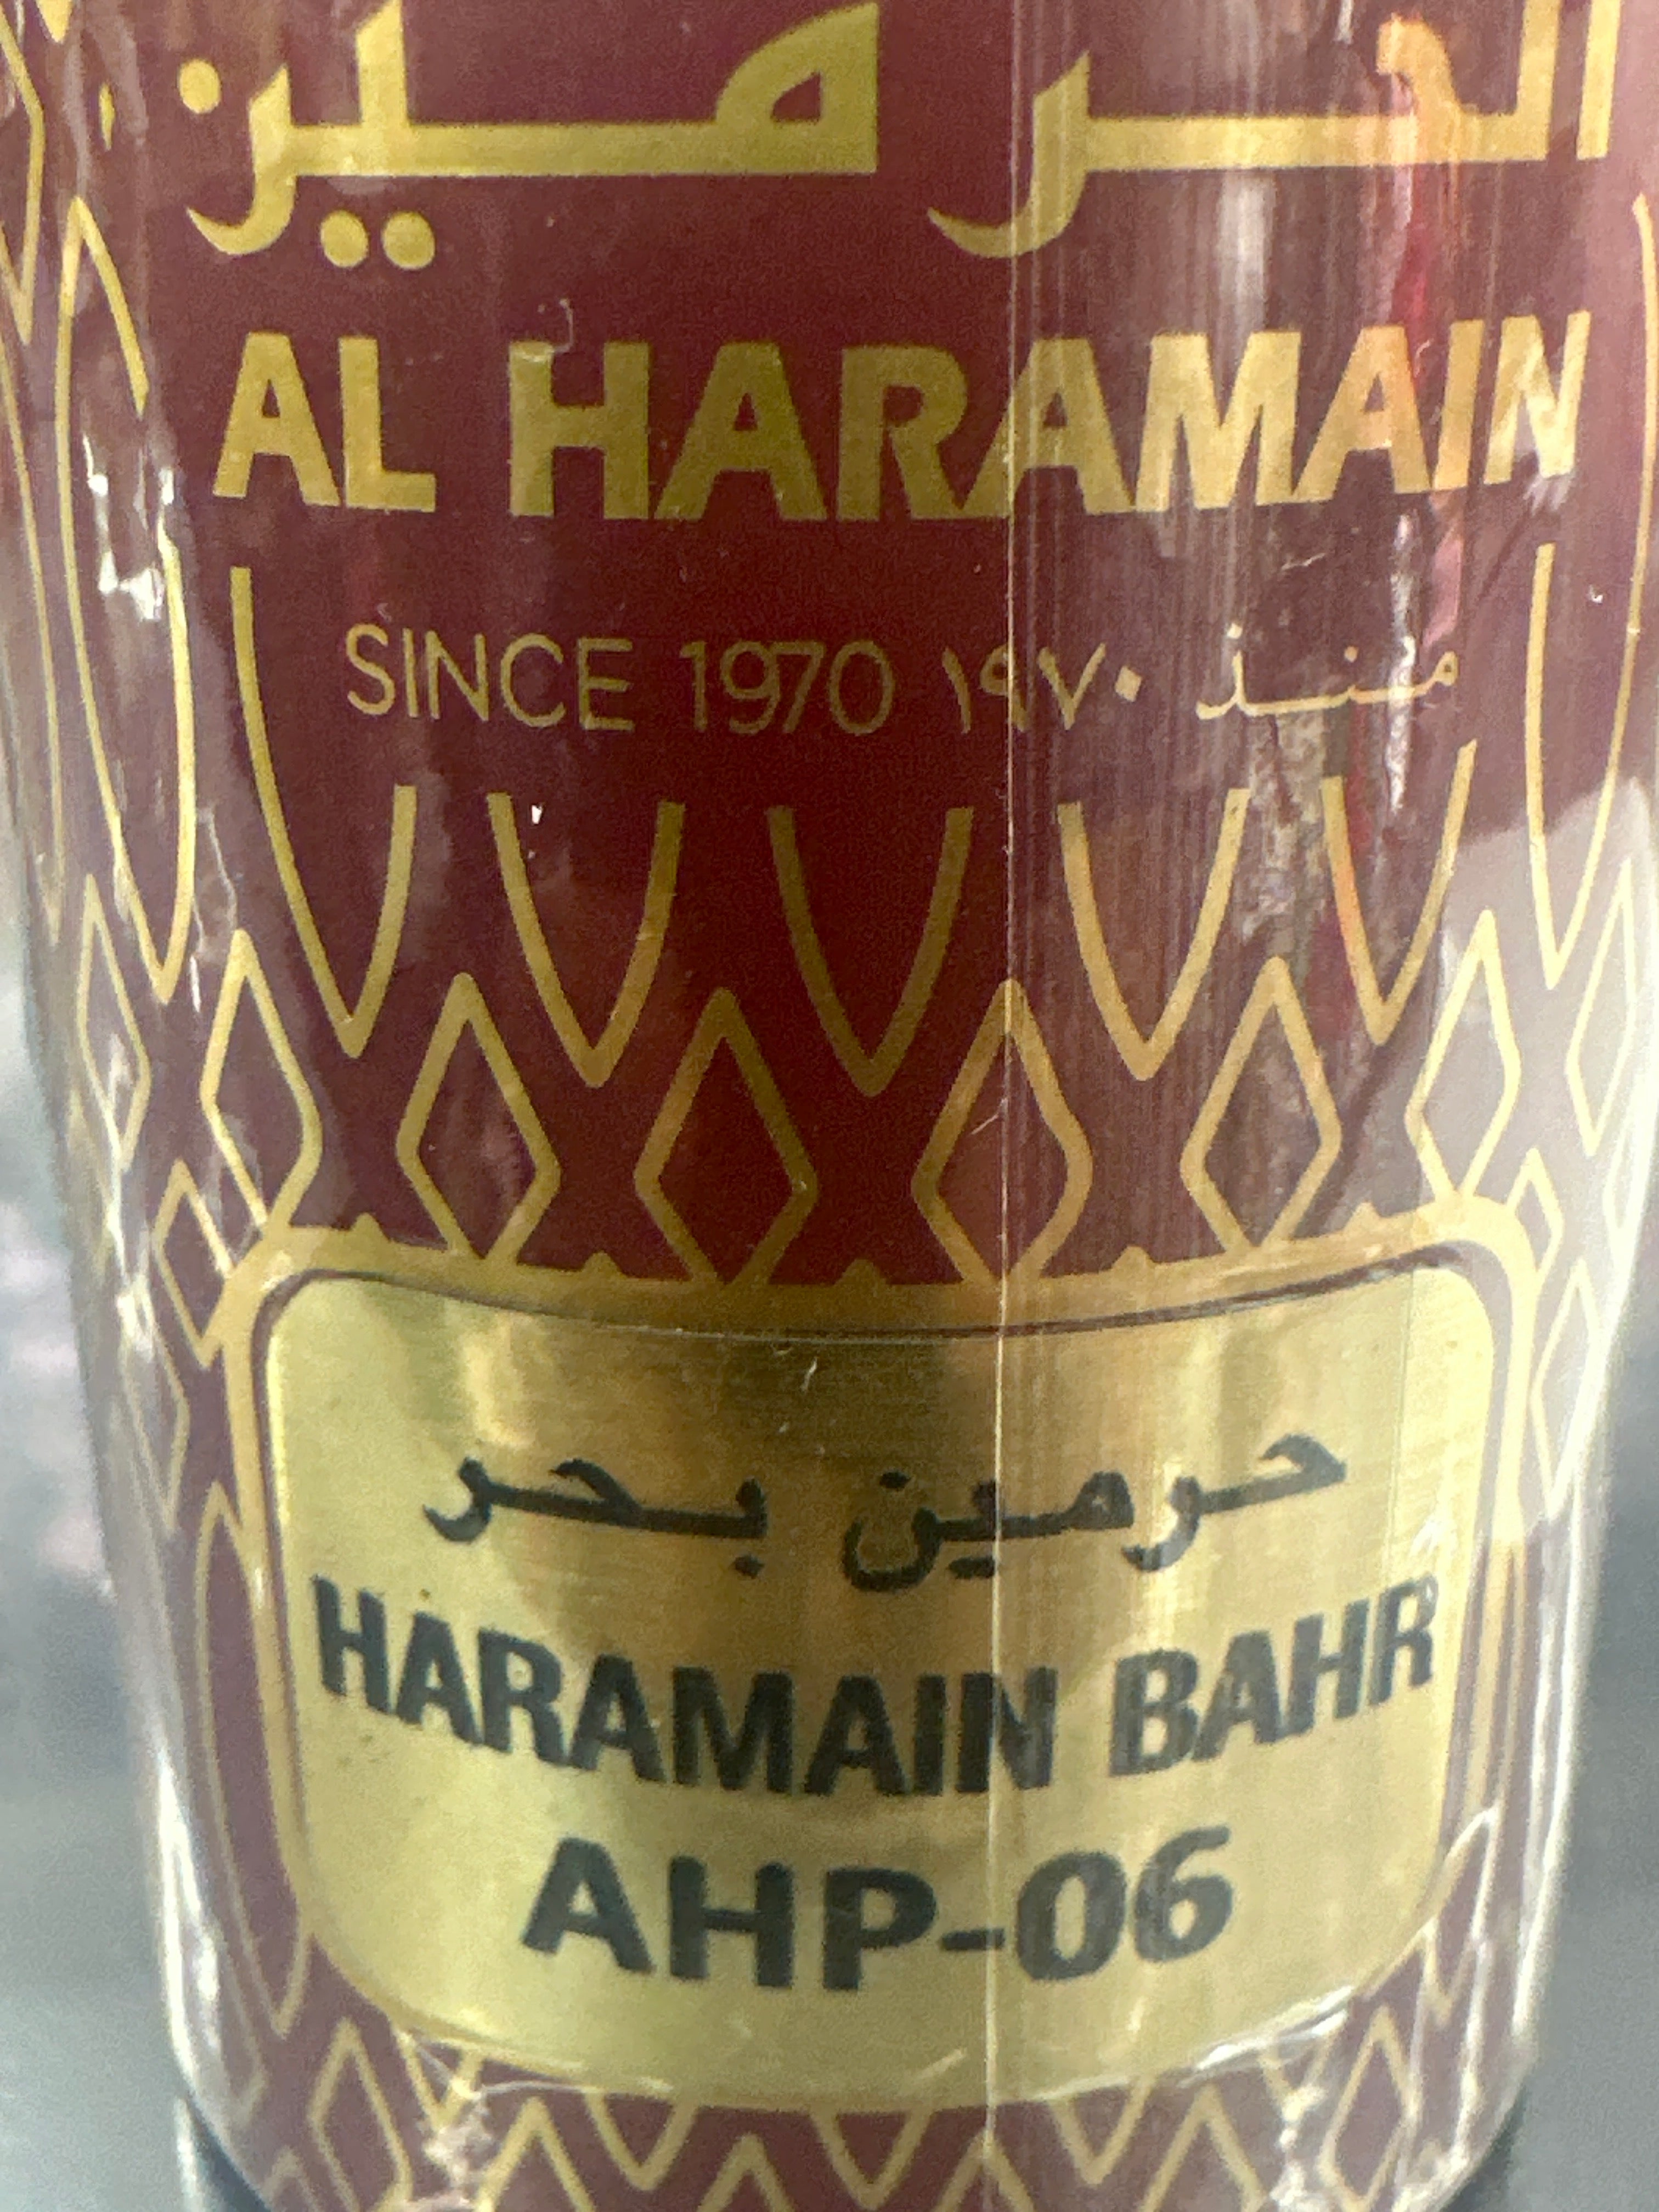 الحرمين
AL HARAMAIN
SINCE 1970 منذ ١٩٧٠
حرمين بحر
HARAMAIN BAHR
AHP-06